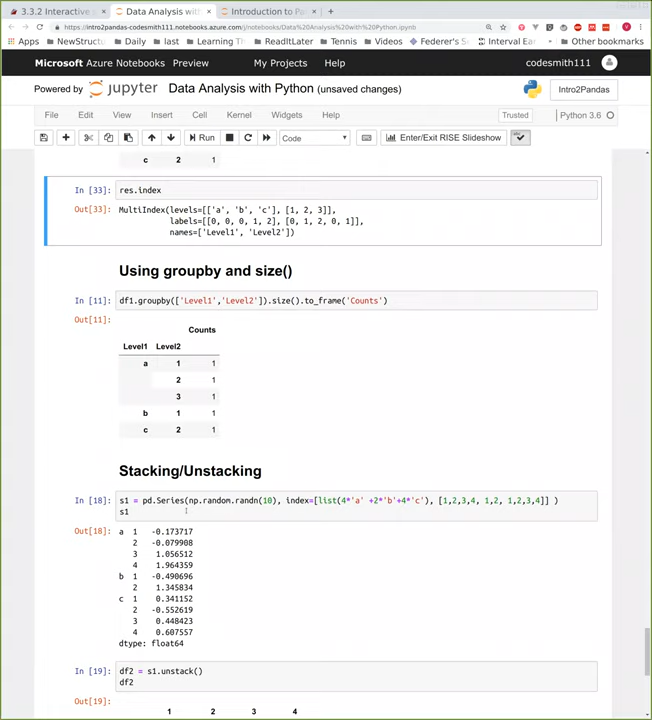 3.3.2 Interactive
Data Analysis with
Introduction to Pa
intro2pandas-codesmith111.notebooks.azure.com/j/notebooks/Data%20Analysis%20with%20Python.ipynb
Apps NewStructu Daily last Learning Th ReadItLater Tennis Videos Federer's Interval Ear Other bookmarks
Microsoft Azure Notebooks Preview My Projects Help codesmith111
Powered by jupyter Data Analysis with Python (unsaved changes) Intro2Pandas
File Edit View Insert Cell Kernel Widgets Help Trusted Python 3.6
Run Code Enter/Exit RISE Slideshow
c 2 1
In [33]: res.index
Out[33]: MultiIndex(levels=[['a', 'b', 'c'], [1, 2, 3]],
labels=[[0, 0, 0, 1, 2], [0, 1, 2, 0, 1]],
names=['Level1', 'Level2'])
Using groupby and size()
In [11]: df1.groupby(['Level1','Level2']).size().to_frame('Counts')
Out[11]:
Counts
Level1 Level2
a 1 1
2 1
3 1
b 1 1
c 2 1
Stacking/Unstacking
In [18]: s1 = pd.Series(np.random.randn(10), index=[list(4*'a' +2*'b'+4*'c'), [1,2,3,4, 1,2, 1,2,3,4]] )
s1
Out[18]: a 1 -0.173717
2 -0.079908
3 1.056512
4 1.964359
b 1 -0.490696
2 1.345834
c 1 0.341152
2 -0.552619
3 0.448423
4 0.607557
dtype: float64
In [19]: df2 = s1.unstack()
df2
Out[19]:
1 2 3 4